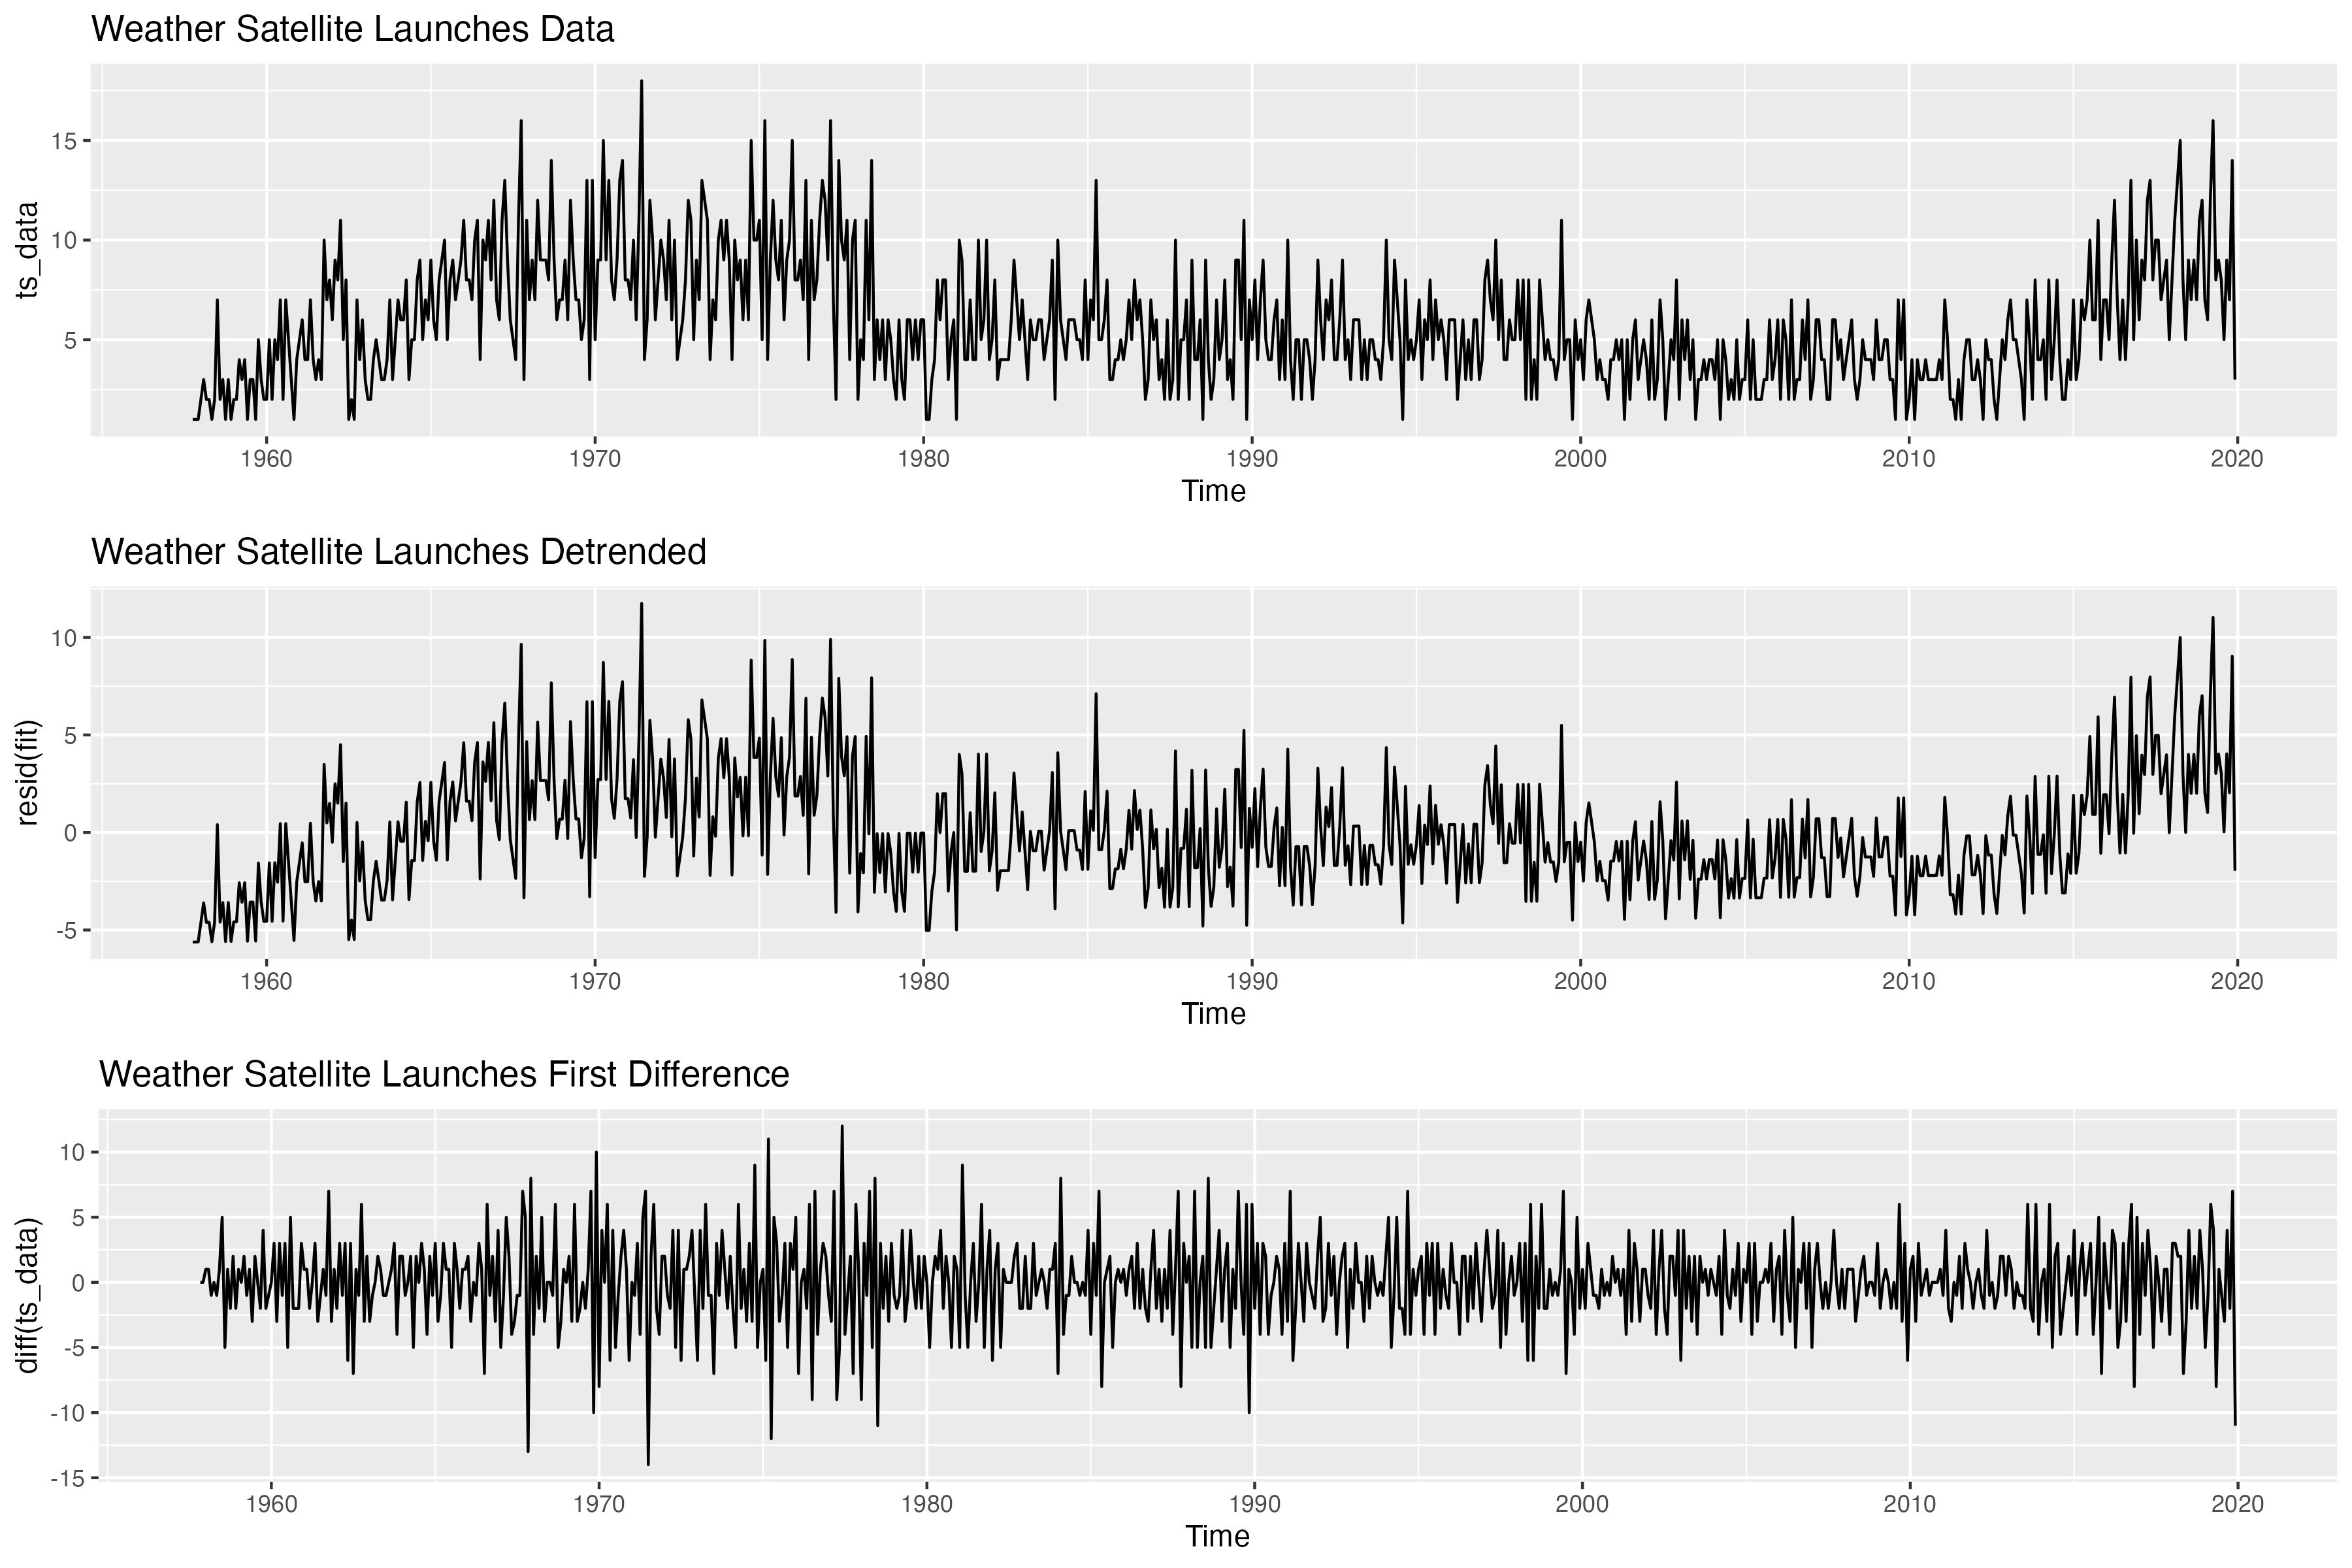 Weather Satellite Launches Data
ts_data
15
10
5
1960 1970 1980 1990 2000 2010 2020
Time
Weather Satellite Launches Detrended
resid(fit)
10
5
0
-5
1960 1970 1980 1990 2000 2010 2020
Time
Weather Satellite Launches First Difference
diff(ts_data)
10
5
0
-5
-10
-15
1960 1970 1980 1990 2000 2010 2020
Time